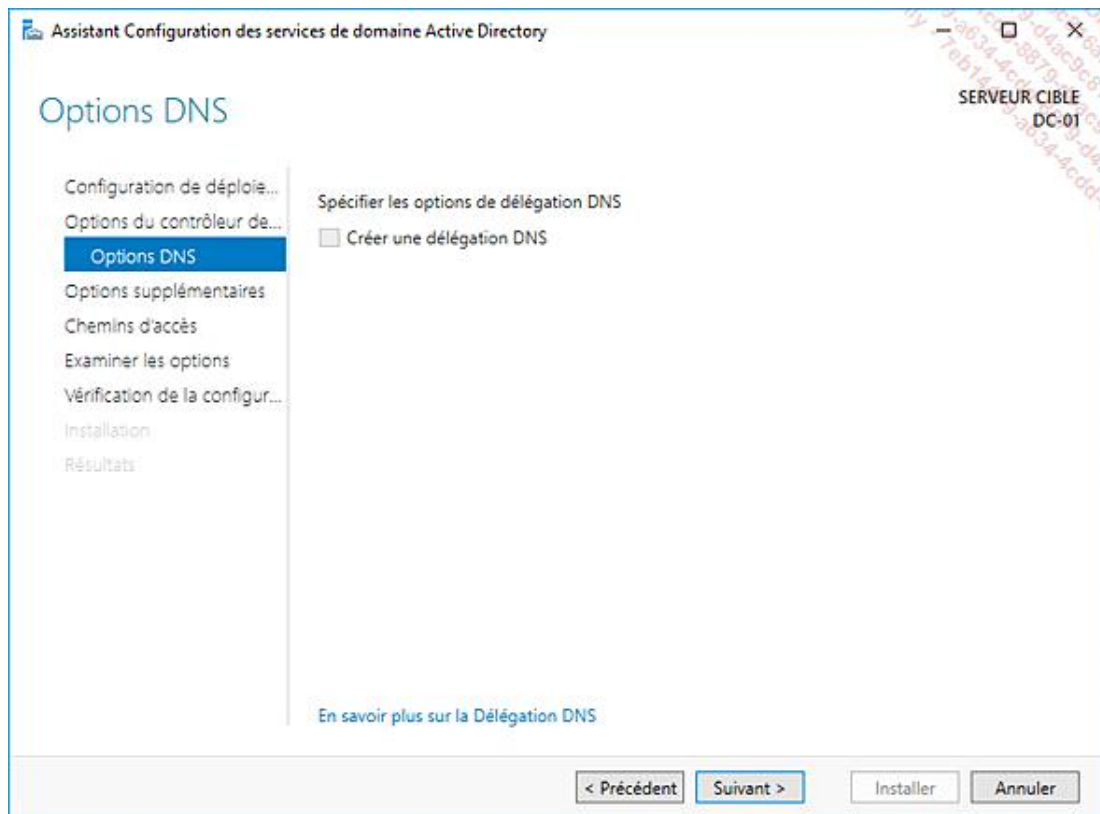 Assistant Configuration des services de domaine Active Directory
Options DNS
SERVEUR CIBLE
DC-01
Configuration de déploie...
Options du contrôleur de...
Options DNS
Options supplémentaires
Chemins d'accès
Examiner les options
Vérification de la configur...
Installation
Résultats
Spécifier les options de délégation DNS
Créer une délégation DNS
En savoir plus sur la Délégation DNS
< Précédent
Suivant >
Installer
Annuler